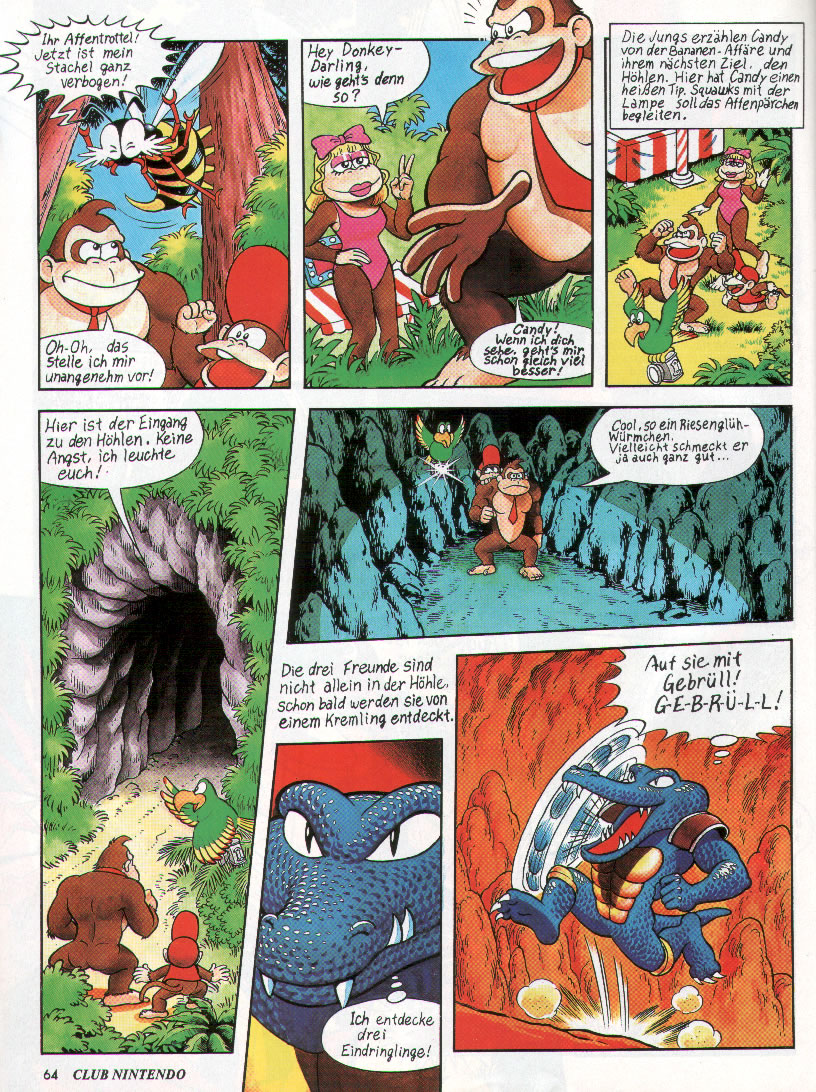 Ihr Affentrottel!
Jetzt ist mein
Stachel ganz
verbogen!
Oh-Oh, das
stelle ich mir
unangenehm vor!
Hey Donkey-
Darling,
wie geht's denn
so?
Candy!
Wenn ich dich
sehe, geht's mir
schon gleich viel
besser!
Die Jungs erzählen Candy
von der Bananen-Affäre und
ihrem nächsten Ziel, den
Höhlen. Hier hat Candy einen
heißen Tip. Squawks mit der
Lampe soll das Affenpärchen
begleiten.
Hier ist der Eingang
zu den Höhlen. Keine
Angst, ich leuchte
euch!
Cool, so ein Riesenglüh-
Würmchen.
Vielleicht schmeckt er
ja auch ganz gut...
Die drei Freunde sind
nicht allein in der Höhle,
schon bald werden sie von
einem Kremling entdeckt.
Ich entdecke
drei
Eindringlinge!
Auf sie mit
Gebrüll!
G-E-B-R-Ü-L-L!
64 CLUB NINTENDO